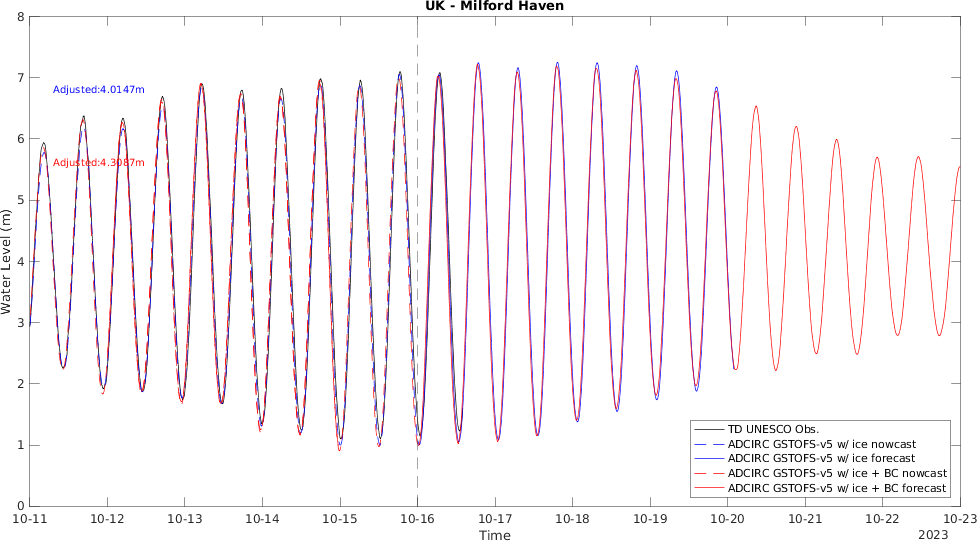 UK - Milford Haven
8
7
6
5
4
3
2
1
0
Water Level (m)
Adjusted:4.0147m
Adjusted:4.3087m
TD UNESCO Obs.
ADCIRC GSTOFS-v5 w/ ice nowcast
ADCIRC GSTOFS-v5 w/ ice forecast
ADCIRC GSTOFS-v5 w/ ice + BC nowcast
ADCIRC GSTOFS-v5 w/ ice + BC forecast
10-11 10-12 10-13 10-14 10-15 10-16 10-17 10-18 10-19 10-20 10-21 10-22 10-23
Time
2023